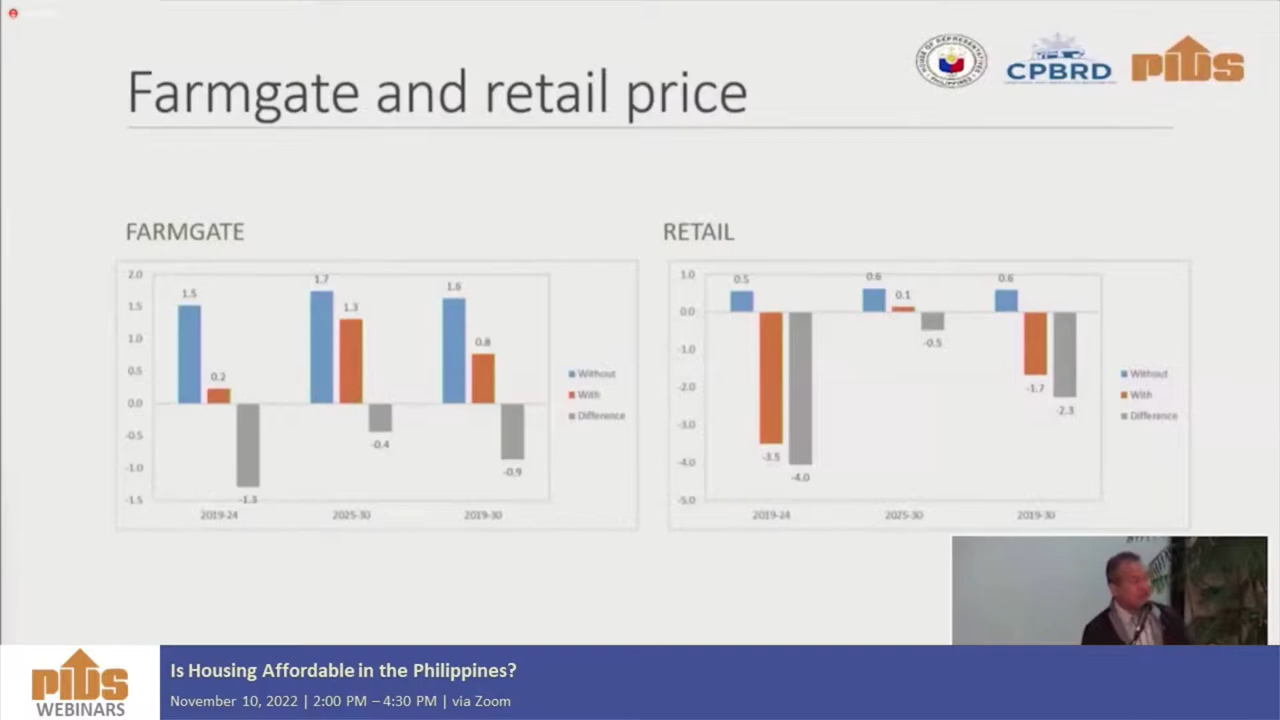 Farmgate and retail price
HOUSE OF REPRESENTATIVES
PHILIPPINES
CPBRD
PIDS
FARMGATE
2.0
1.5
1.0
0.5
0.0
-0.5
-1.0
-1.5
1.5
0.2
-1.3
1.7
1.3
-0.4
1.6
0.8
-0.9
2019-24
2025-30
2019-30
Without
With
Difference
RETAIL
1.0
0.0
-1.0
-2.0
-3.0
-4.0
-5.0
0.5
-3.5
-4.0
0.6
0.1
-0.5
0.6
-1.7
-2.3
2019-24
2025-30
2019-30
Without
With
Difference
PIDS
WEBINARS
Is Housing Affordable in the Philippines?
November 10, 2022 | 2:00 PM – 4:30 PM | via Zoom